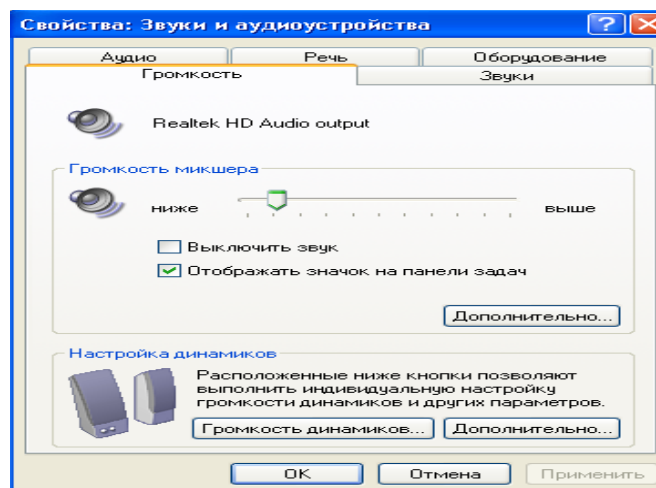 Свойства: Звуки и аудиоустройства
Аудио
Речь
Оборудование
Громкость
Звуки
Realtek HD Audio output
Громкость микшера
ниже
выше
Выключить звук
Отображать значок на панели задач
Дополнительно...
Настройка динамиков
Расположенные ниже кнопки позволяют
выполнить индивидуальную настройку
громкости динамиков и других параметров.
Громкость динамиков...
Дополнительно...
OK
Отмена
Применить